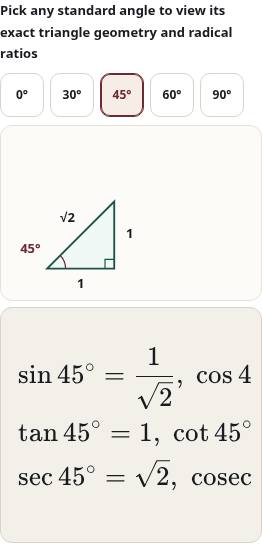 Pick any standard angle to view its
exact triangle geometry and radical
ratios
0° 30° 45° 60° 90°
√2
1
45°
1
sin 45° = 1/√2, cos 4
tan 45° = 1, cot 45°
sec 45° = √2, cosec